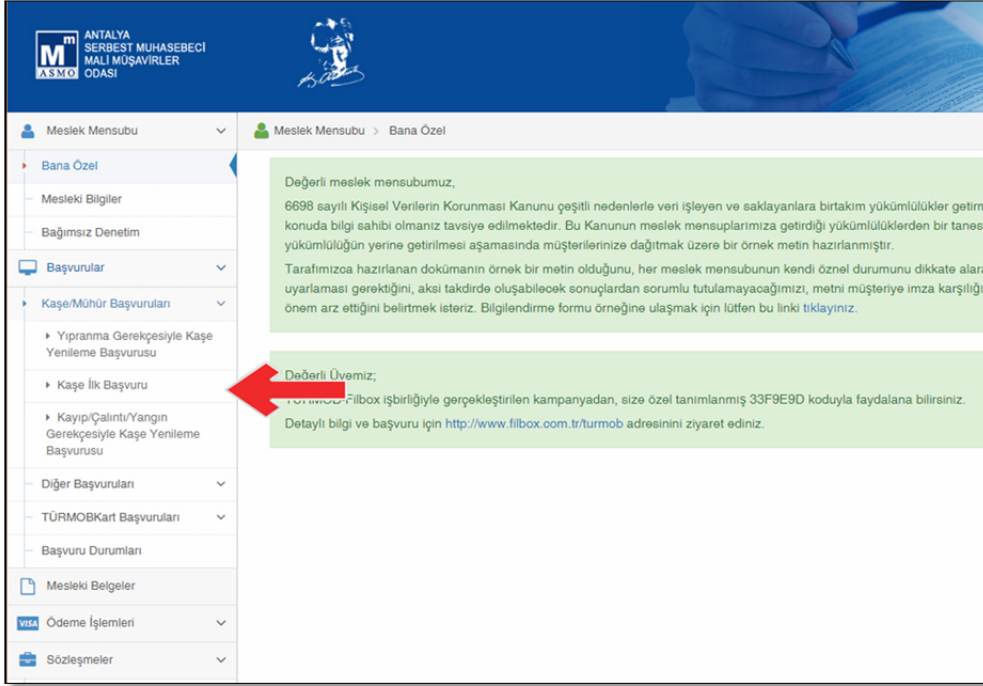 ANTALYA
SERBEST MUHASEBECİ
MALİ MÜŞAVİRLER
ODASI
Mm
ASMO
Meslek Mensubu
Bana Özel
Mesleki Bilgiler
Bağımsız Denetim
Başvurular
Kaşe/Mühür Başvuruları
Yıpranma Gerekçesiyle Kaşe
Yenileme Başvurusu
Kaşe İlk Başvuru
Kayıp/Çalıntı/Yangın
Gerekçesiyle Kaşe Yenileme
Başvurusu
Diğer Başvuruları
TÜRMOBKart Başvuruları
Başvuru Durumları
Mesleki Belgeler
VISA Ödeme İşlemleri
Sözleşmeler
Meslek Mensubu > Bana Özel
Değerli meslek mensubumuz,
6698 sayılı Kişisel Verilerin Korunması Kanunu çeşitli nedenlerle veri işleyen ve saklayanlara birtakım yükümlülükler getirm
konuda bilgi sahibi olmanız tavsiye edilmektedir. Bu Kanunun meslek mensuplarımıza getirdiği yükümlülüklerden bir tanes
yükümlülüğün yerine getirilmesi aşamasında müşterilerinize dağıtmak üzere bir örnek metin hazırlanmıştır.
Tarafımızca hazırlanan dokümanın örnek bir metin olduğunu, her meslek mensubunun kendi öznel durumunu dikkate alara
uyarlaması gerektiğini, aksi takdirde oluşabilecek sonuçlardan sorumlu tutulamayacağımızı, metni müşteriye imza karşılığı
önem arz ettiğini belirtmek isteriz. Bilgilendirme formu örneğine ulaşmak için lütfen bu linki tıklayınız.
Değerli Üyemiz;
TÜRMOB-Filbox işbirliğiyle gerçekleştirilen kampanyadan, size özel tanımlanmış 33F9E9D koduyla faydalana bilirsiniz.
Detaylı bilgi ve başvuru için http://www.filbox.com.tr/turmob adresinini ziyaret ediniz.